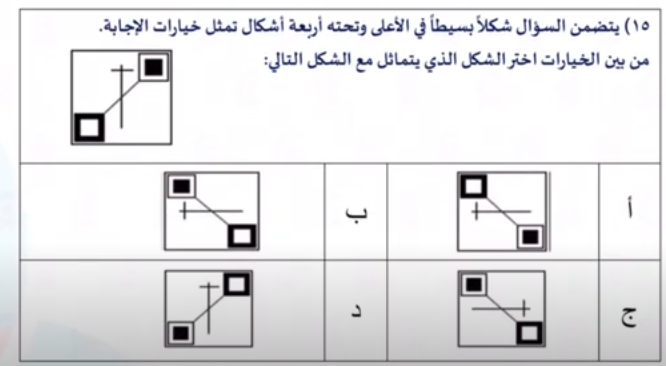 ١٥) يتضمن السؤال شكلاً بسيطاً في الأعلى وتحته أربعة أشكال تمثل خيارات الإجابة.
من بين الخيارات اختر الشكل الذي يتماثل مع الشكل التالي:
أ
ب
ج
د